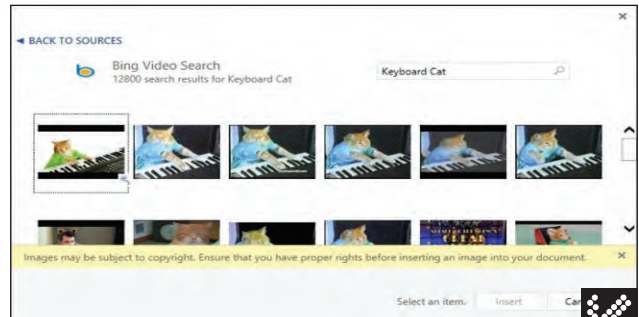 ◄ BACK TO SOURCES
Bing Video Search
12800 search results for Keyboard Cat
Keyboard Cat
Images may be subject to copyright. Ensure that you have proper rights before inserting an image into your document.
Select an item.
Insert